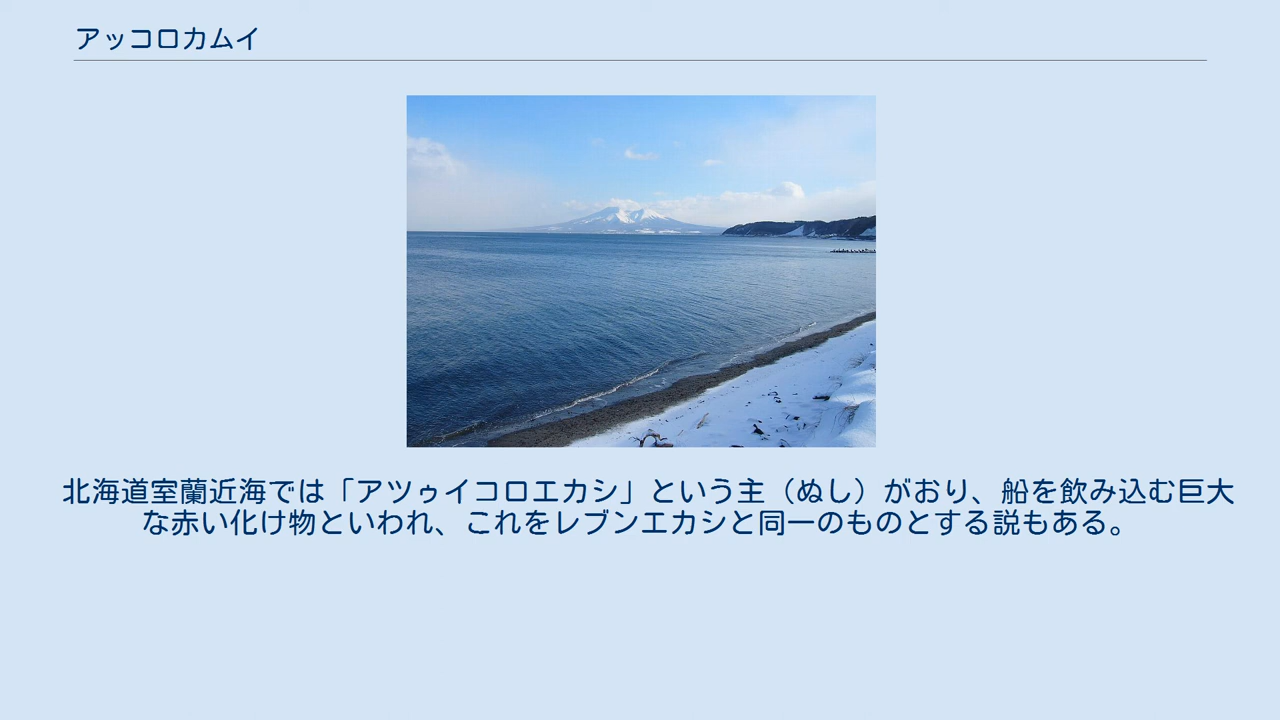 アッコロカムイ
北海道室蘭近海では「アツゥイコロエカシ」という主（ぬし）がおり、船を飲み込む巨大
な赤い化け物といわれ、これをレブンエカシと同一のものとする説もある。